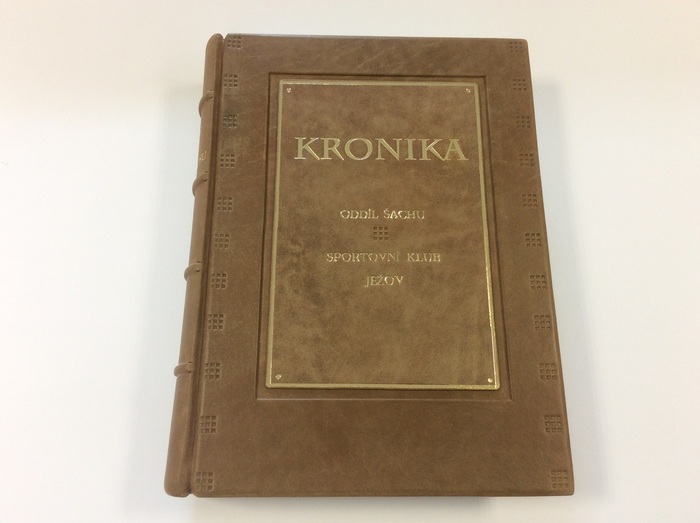 KRONIKA
ODDÍL ŠACHU
SPORTOVNÍ KLUB
JEŽOV